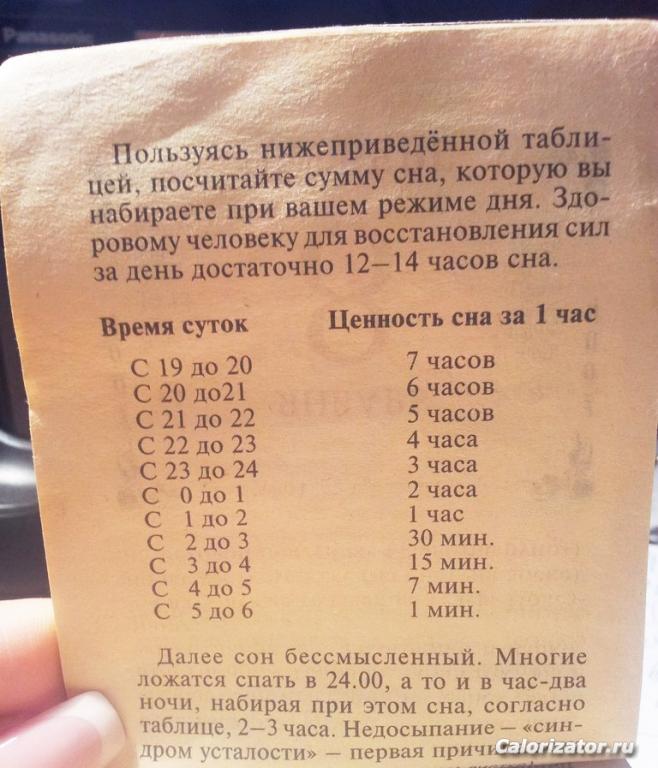 Panasonic
Пользуясь нижеприведённой табли-
цей, посчитайте сумму сна, которую вы
набираете при вашем режиме дня. Здо-
ровому человеку для восстановления сил
за день достаточно 12–14 часов сна.
Время суток Ценность сна за 1 час
С 19 до 20 7 часов
С 20 до21 6 часов
С 21 до 22 5 часов
С 22 до 23 4 часа
С 23 до 24 3 часа
С 0 до 1 2 часа
С 1 до 2 1 час
С 2 до 3 30 мин.
С 3 до 4 15 мин.
С 4 до 5 7 мин.
С 5 до 6 1 мин.
Далее сон бессмысленный. Многие
ложатся спать в 24.00, а то и в час-два
ночи, набирая при этом сна, согласно
таблице, 2–3 часа. Недосыпание – «син-
дром усталости» – первая
Calorizator.ru